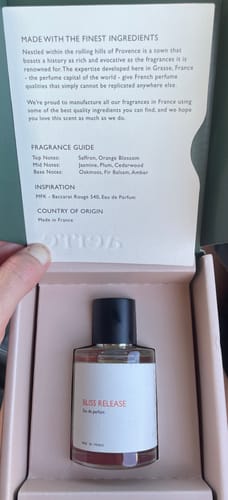 MADE WITH THE FINEST INGREDIENTS
Nestled within the rolling hills of Provence is a town that
boasts a history as rich and evocative as the fragrances it is
renowned for. The expertise developed here in Grasse, France
- the perfume capital of the world - give French perfume
qualities that simply cannot be replicated anywhere else.
We're proud to manufacture all our fragrances in France using
some of the best quality ingredients you can find, and we hope
you love this scent as much as we do.
FRAGRANCE GUIDE
Top Notes: Saffron, Orange Blossom
Mid Notes: Jasmine, Plum, Cedarwood
Base Notes: Oakmoss, Fir Balsam, Amber
INSPIRATION
MFK - Baccarat Rouge 540, Eau de Parfum
COUNTRY OF ORIGIN
Made in France
BLISS RELEASE
Eau de parfum
MADE IN FRANCE